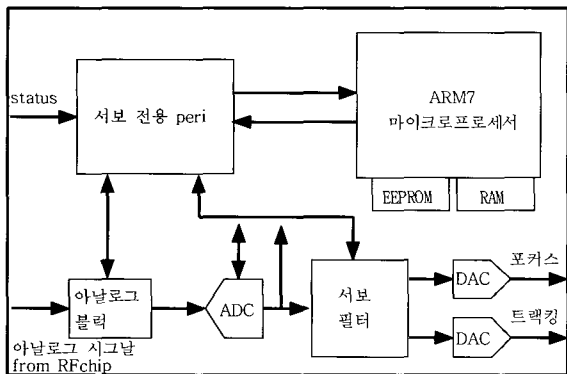 status
서보 전용 peri
ARM7
마이크로프로세서
EEPROM
RAM
아날로그
블럭
ADC
서보
필터
DAC
포커스
DAC
트랙킹
아날로그 시그날
from RFchip